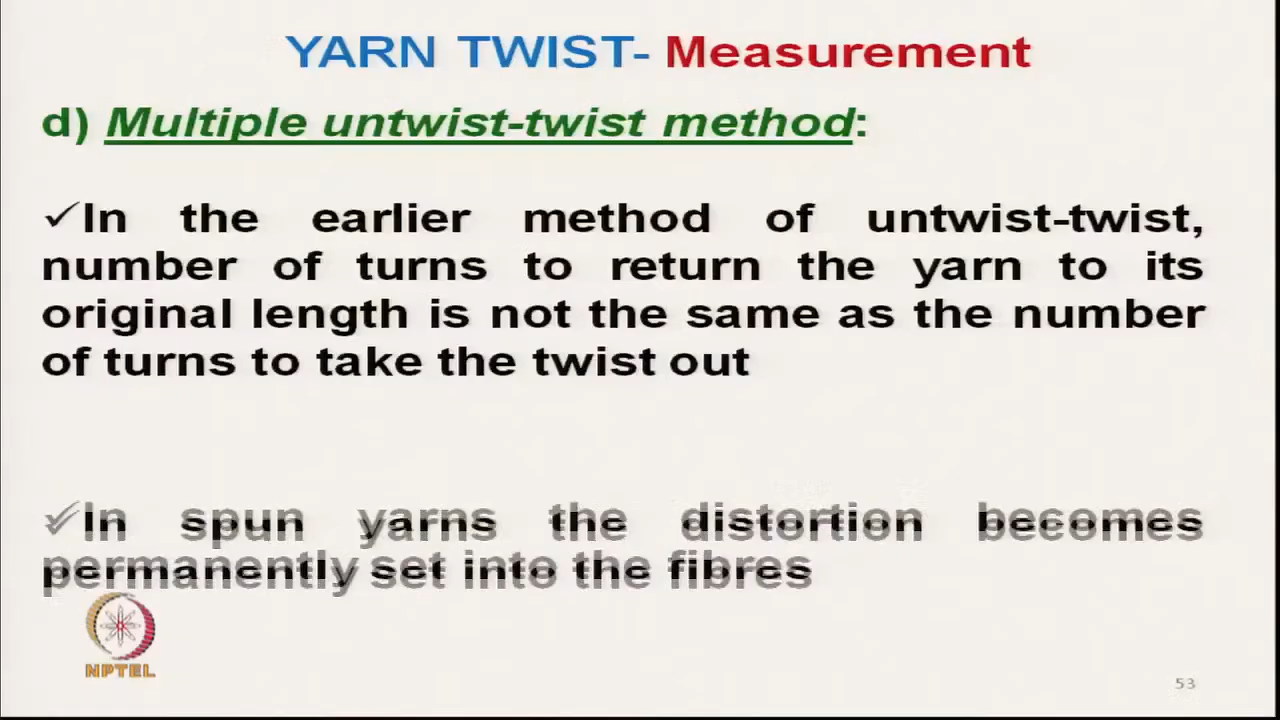 YARN TWIST- Measurement
d) Multiple untwist-twist method:
✓In the earlier method of untwist-twist,
number of turns to return the yarn to its
original length is not the same as the number
of turns to take the twist out
✓In spun yarns the distortion becomes
permanently set into the fibres
NPTEL
53